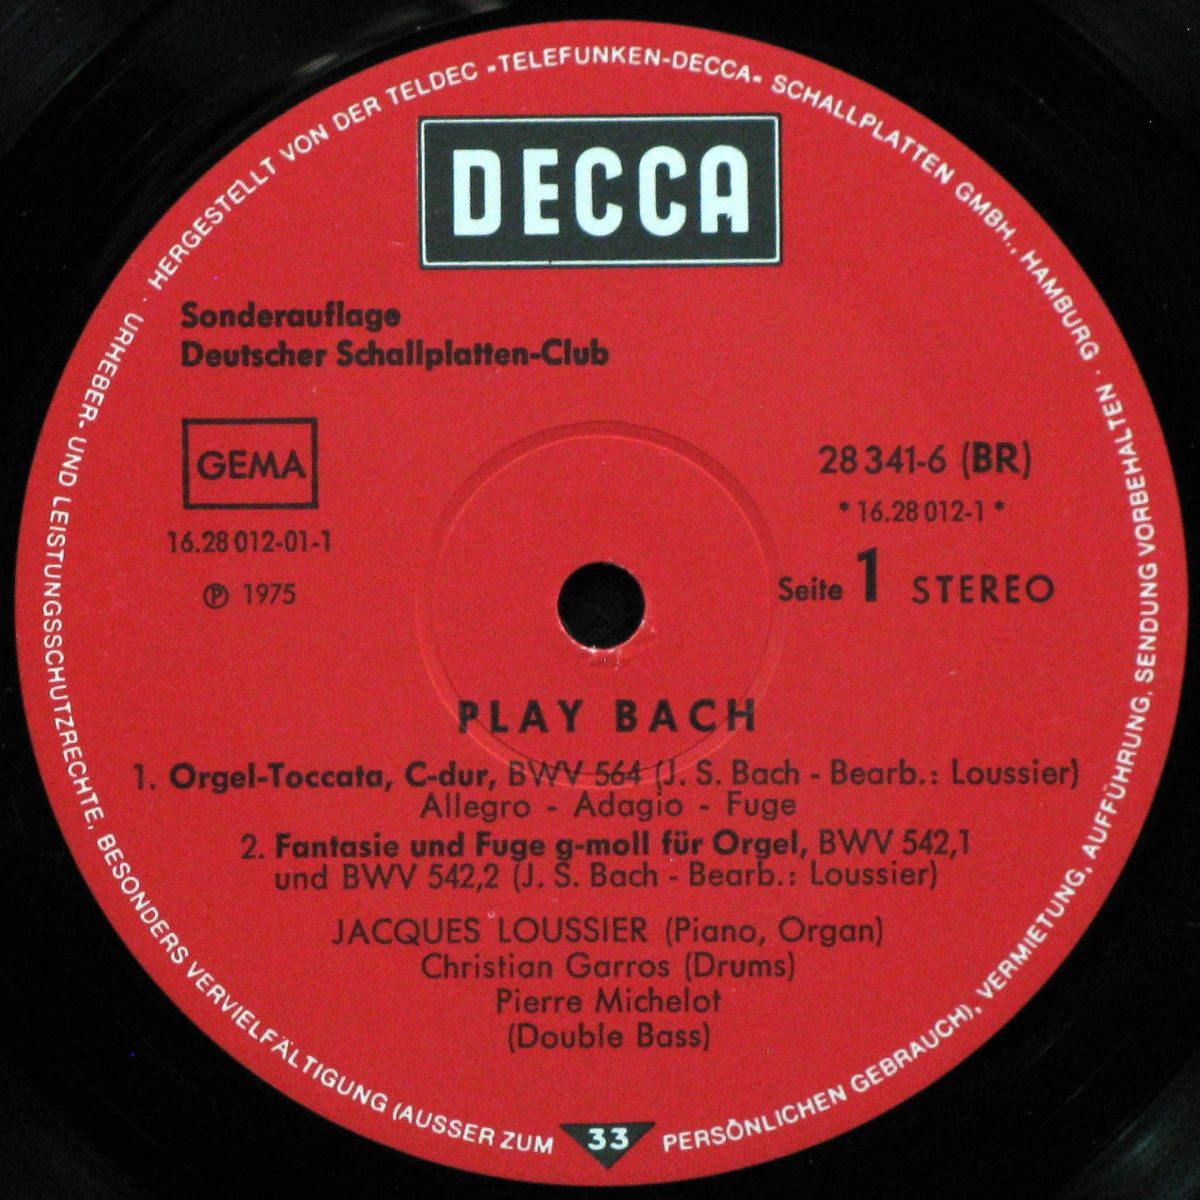 HERGESTELLT VON DER TELDEC »TELEFUNKEN-DECCA« SCHALLPLATTEN GMBH., HAMBURG ·
DECCA
Sonderauflage
Deutscher Schallplatten-Club
GEMA
16.28 012-01-1
℗ 1975
28 341-6 (BR)
* 16.28 012-1 *
Seite 1 STEREO
PLAY BACH
1. Orgel-Toccata, C-dur, BWV 564 (J. S. Bach - Bearb.: Loussier)
Allegro - Adagio - Fuge
2. Fantasie und Fuge g-moll für Orgel, BWV 542,1
und BWV 542,2 (J. S. Bach - Bearb.: Loussier)
JACQUES LOUSSIER (Piano, Organ)
Christian Garros (Drums)
Pierre Michelot
(Double Bass)
URHEBER- UND LEISTUNGSSCHUTZRECHTE, BESONDERS VERVIELFÄLTIGUNG (AUSSER ZUM PERSÖNLICHEN GEBRAUCH), VERMIETUNG, AUFFÜHRUNG, SENDUNG VORBEHALTEN ·
33